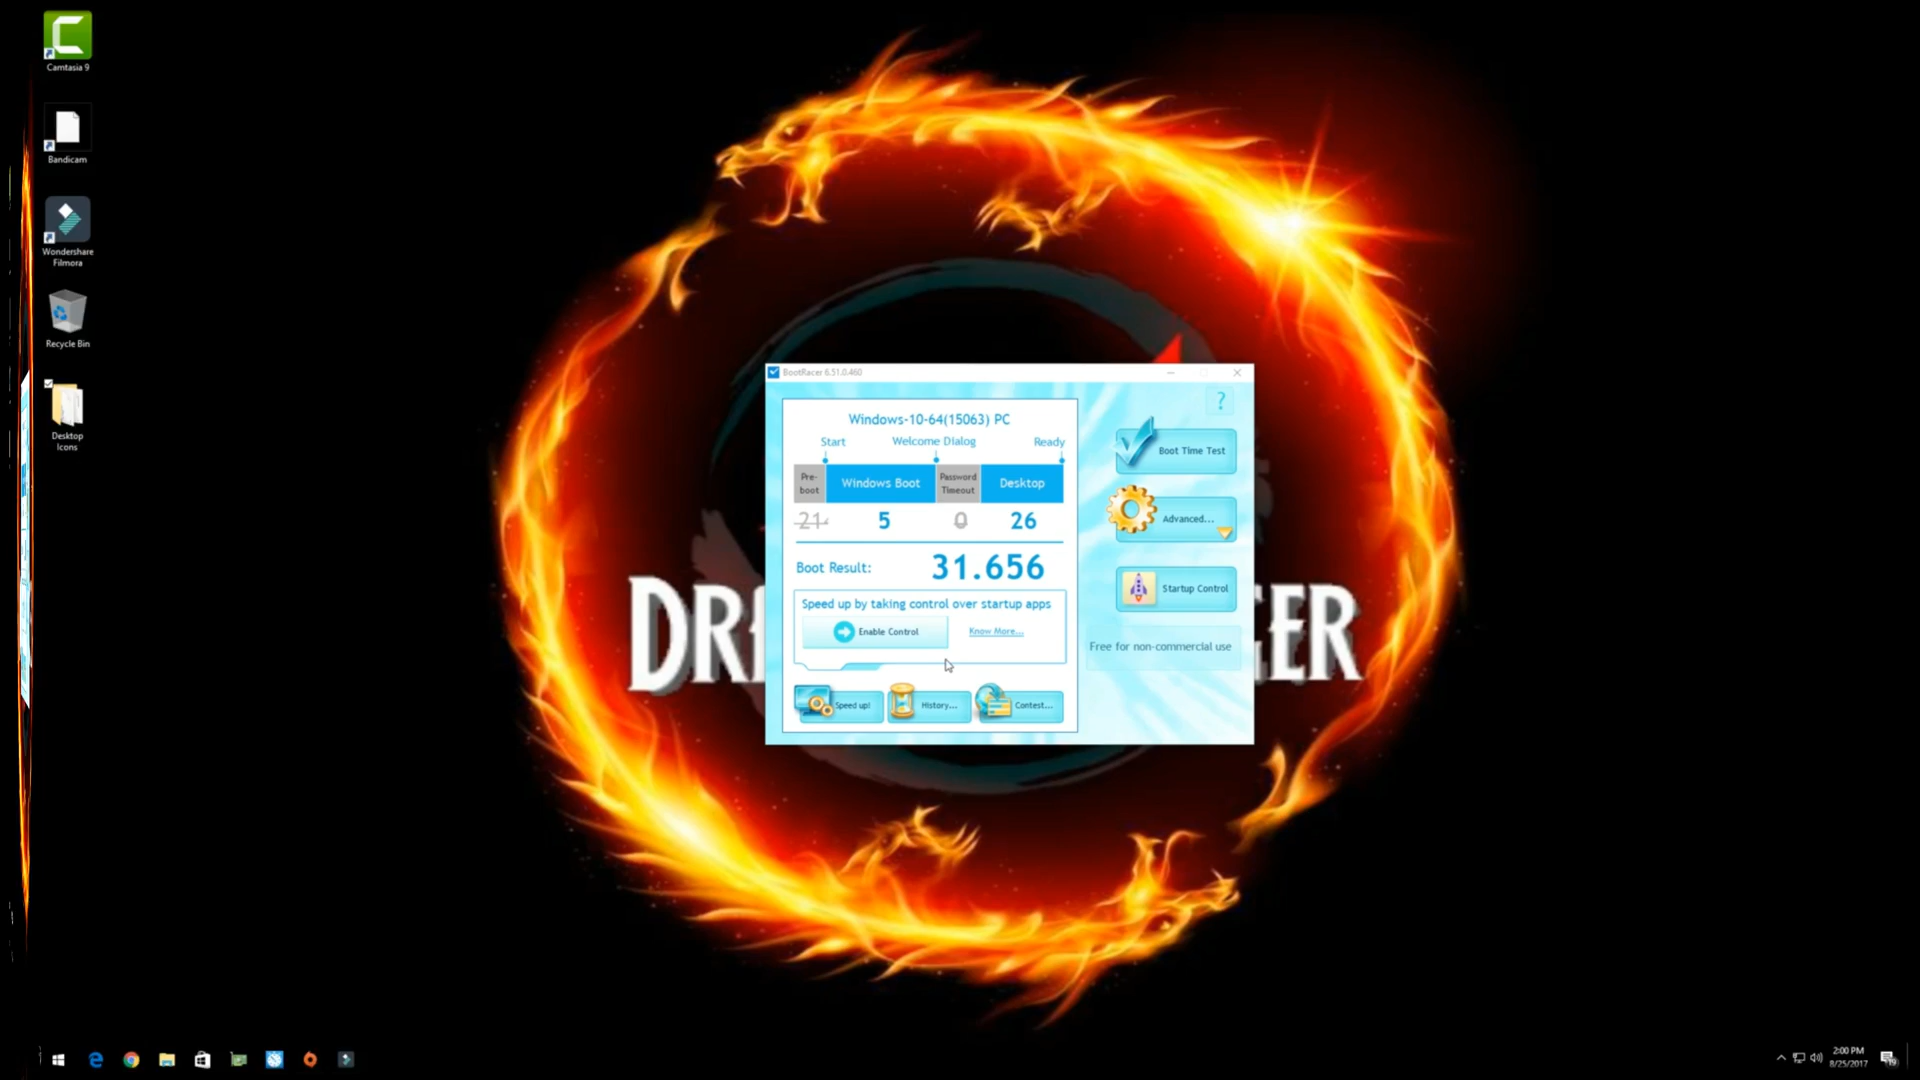 Camtasia 9
Bandicam
Wondershare
Filmora
Recycle Bin
Desktop
Icons
BootRacer 6.51.0.460
Windows-10-64(15063) PC
Start
Welcome Dialog
Ready
Pre-
boot
Windows Boot
Password
Timeout
Desktop
21
5
0
26
Boot Result:
31.656
Speed up by taking control over startup apps
Enable Control
Know More...
Speed up!
History...
Contest...
?
Boot Time Test
Advanced...
Startup Control
Free for non-commercial use
DR
ER
2:00 PM
8/25/2017